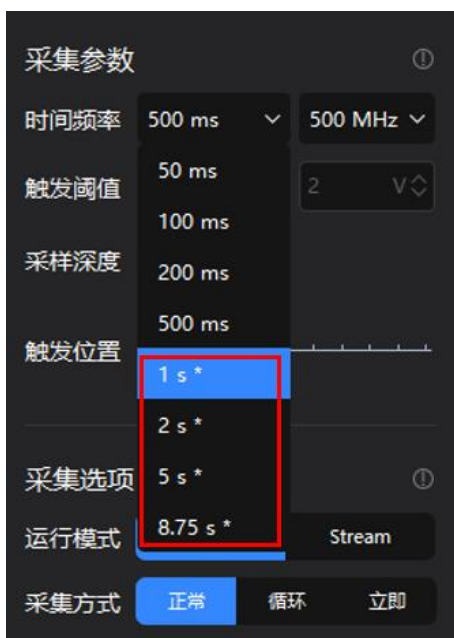 采集参数
时间频率 500 ms 500 MHz
50 ms
触发阈值 2 V
100 ms
采样深度
200 ms
500 ms
触发位置
1 s *
2 s *
采集选项 5 s *
8.75 s *
运行模式 Stream
采集方式 正常 循环 立即